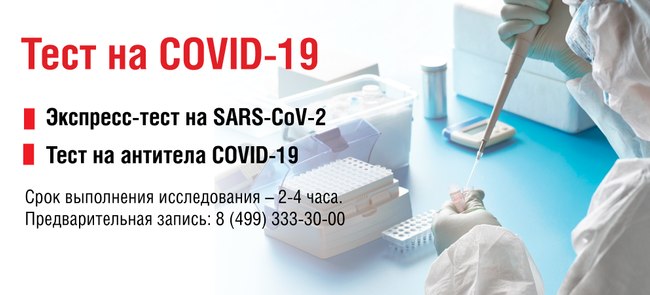 Тест на COVID-19
Экспресс-тест на SARS-CoV-2
Тест на антитела COVID-19
Срок выполнения исследования – 2-4 часа.
Предварительная запись: 8 (499) 333-30-00